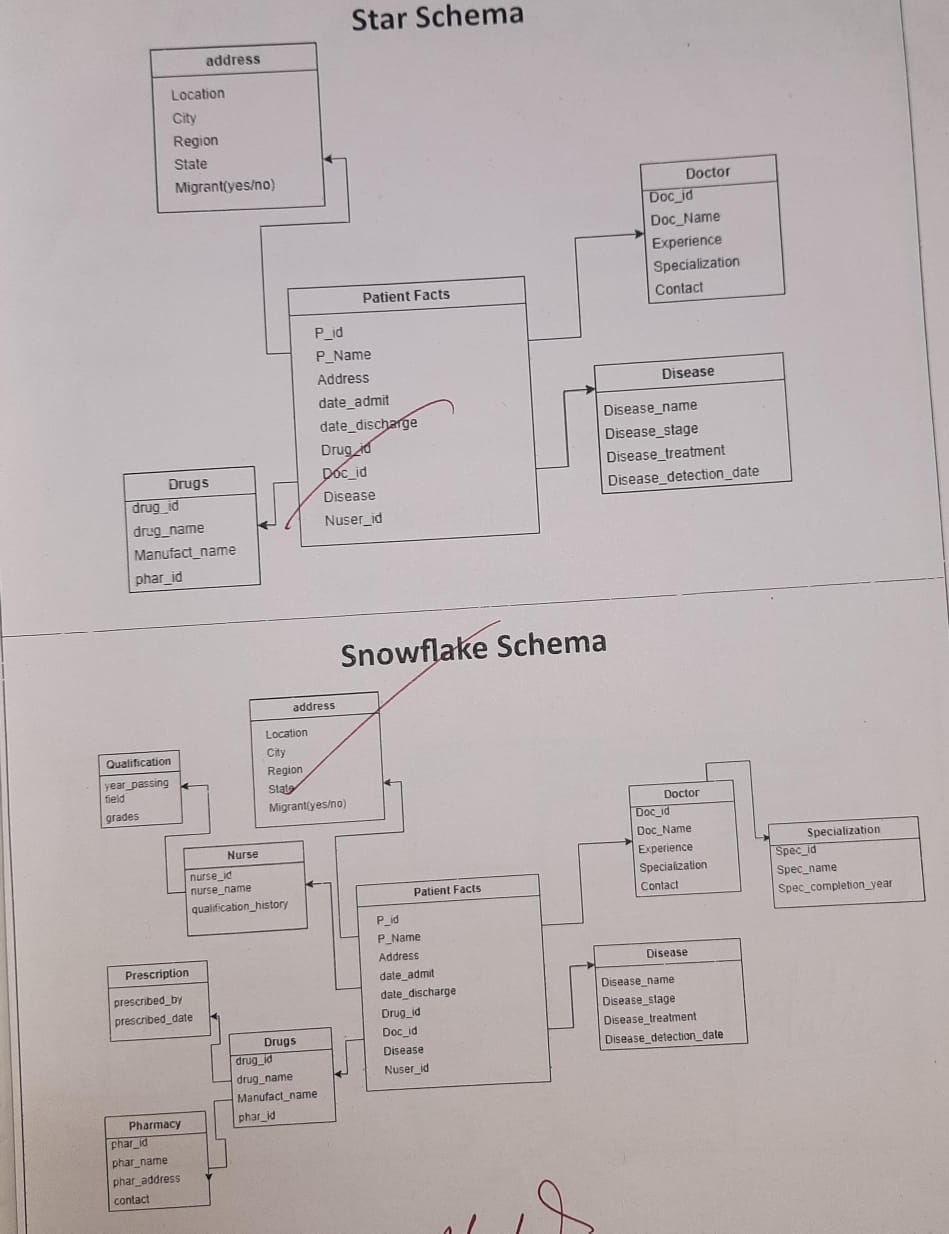 Star Schema
address
Location
City
Region
State
Migrant(yes/no)
Doctor
Doc_id
Doc_Name
Experience
Specialization
Contact
Patient Facts
P_id
P_Name
Address
date_admit
date_discharge
Drug_id
Doc_id
Disease
Nuser_id
Disease
Disease_name
Disease_stage
Disease_treatment
Disease_detection_date
Drugs
drug_id
drug_name
Manufact_name
phar_id
Snowflake Schema
address
Location
City
Region
State
Migrant(yes/no)
Qualification
year_passing
field
grades
Nurse
nurse_id
nurse_name
qualification_history
Doctor
Doc_id
Doc_Name
Experience
Specialization
Contact
Specialization
Spec_id
Spec_name
Spec_completion_year
Patient Facts
P_id
P_Name
Address
date_admit
date_discharge
Drug_id
Doc_id
Disease
Nuser_id
Disease
Disease_name
Disease_stage
Disease_treatment
Disease_detection_date
Prescription
prescribed_by
prescribed_date
Drugs
drug_id
drug_name
Manufact_name
phar_id
Pharmacy
phar_id
phar_name
phar_address
contact